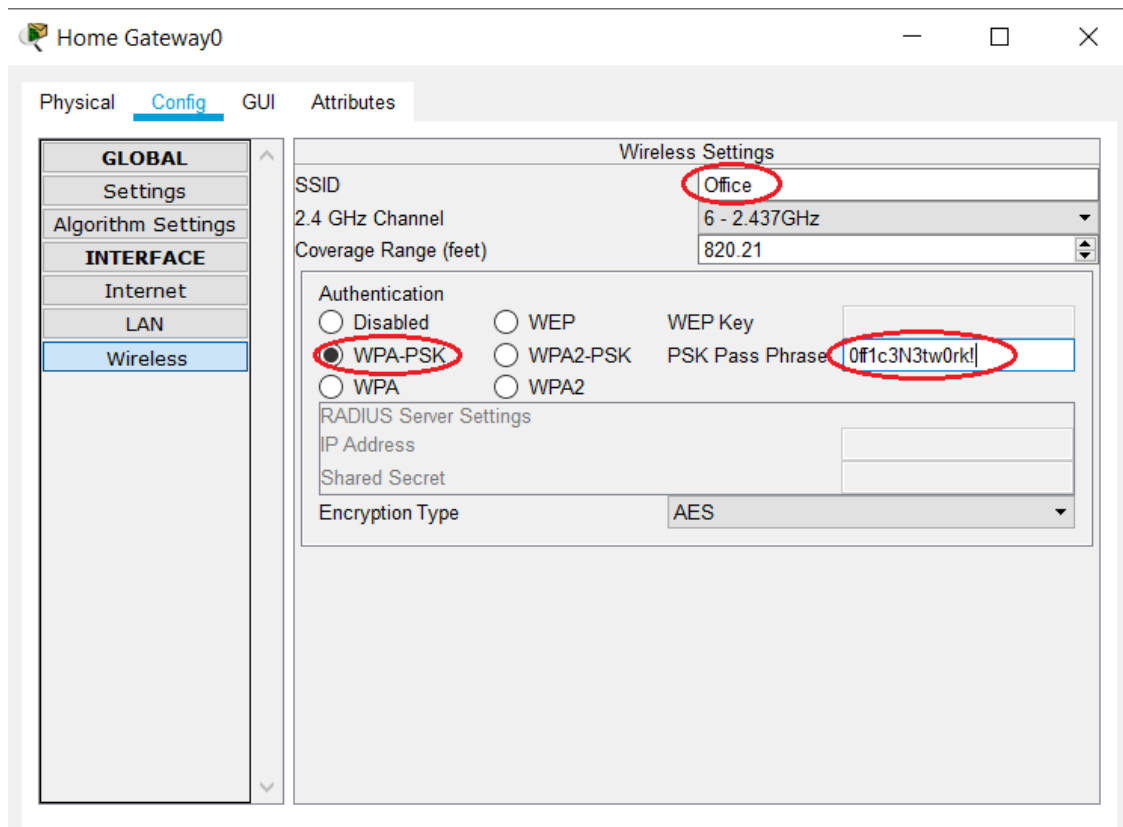 Home Gateway0
Physical Config GUI Attributes
GLOBAL
Settings
Algorithm Settings
INTERFACE
Internet
LAN
Wireless
Wireless Settings
SSID Office
2.4 GHz Channel 6 - 2.437GHz
Coverage Range (feet) 820.21
Authentication
Disabled WEP WEP Key
WPA-PSK WPA2-PSK PSK Pass Phrase 0ff1c3N3tw0rk!
WPA WPA2
RADIUS Server Settings
IP Address
Shared Secret
Encryption Type AES